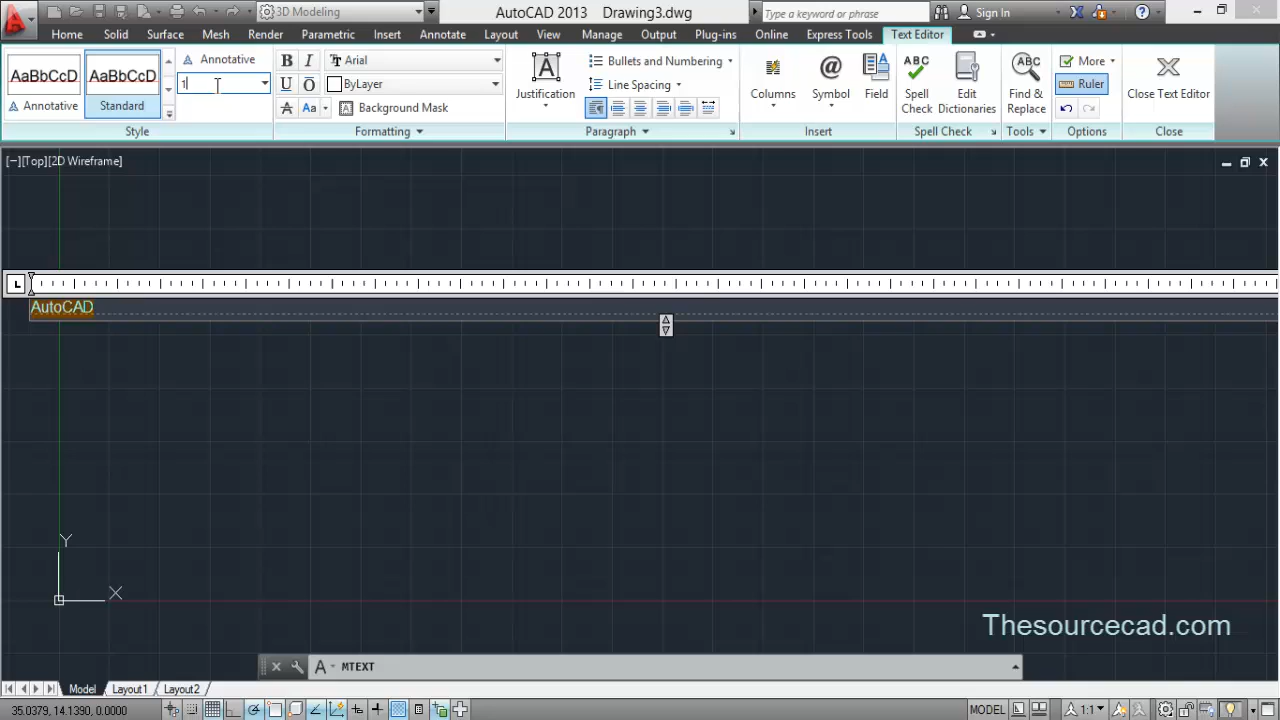 3D Modeling
AutoCAD 2013 Drawing3.dwg
Type a keyword or phrase
Sign In
Home Solid Surface Mesh Render Parametric Insert Annotate Layout View Manage Output Plug-ins Online Express Tools Text Editor
AaBbCcD
Annotative
AaBbCcD
Standard
Annotative
1
Style
B I Arial
U O ByLayer
A Aa Background Mask
Formatting
A
Justification
Bullets and Numbering
Line Spacing
Paragraph
Columns
@
Symbol
Field
Insert
ABC
Spell
Check
Edit
Dictionaries
Spell Check
Find &
Replace
Tools
More
Ruler
Options
Close Text Editor
Close
[−][Top][2D Wireframe]
L
AutoCAD
Y
X
Thesourcecad.com
A MTEXT
Model Layout1 Layout2
35.0379, 14.1390, 0.0000
MODEL
1:1